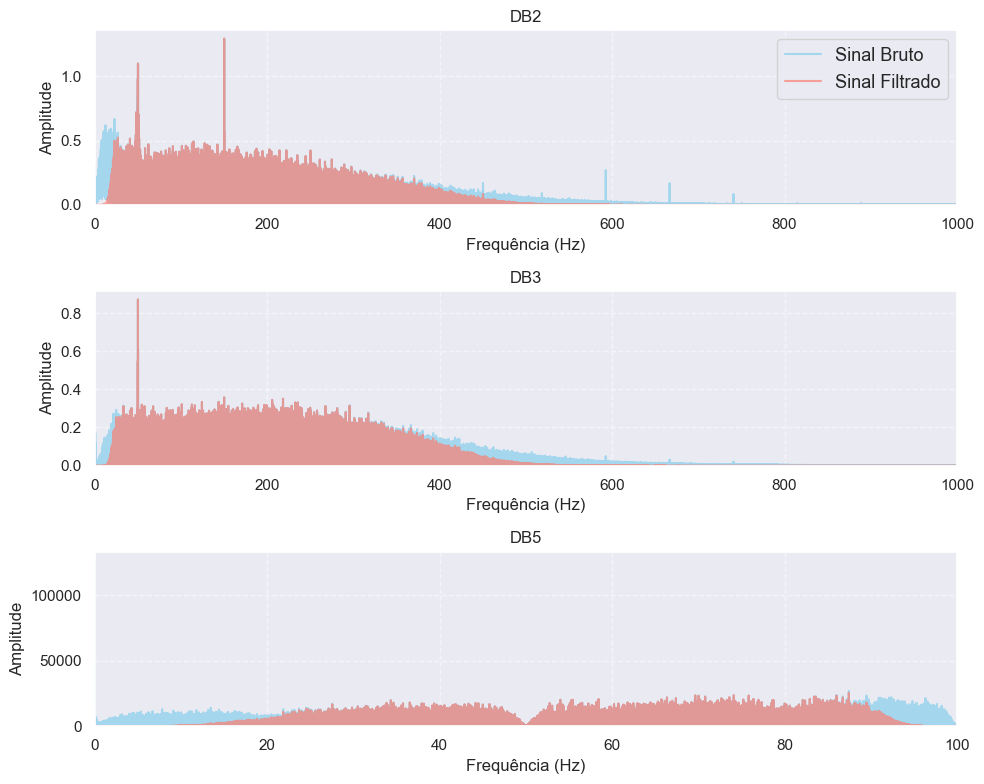 DB2
Sinal Bruto
Sinal Filtrado
Amplitude
1.0
0.5
0.0
0 200 400 600 800 1000
Frequência (Hz)
DB3
Amplitude
0.8
0.6
0.4
0.2
0.0
0 200 400 600 800 1000
Frequência (Hz)
DB5
Amplitude
100000
50000
0
0 20 40 60 80 100
Frequência (Hz)